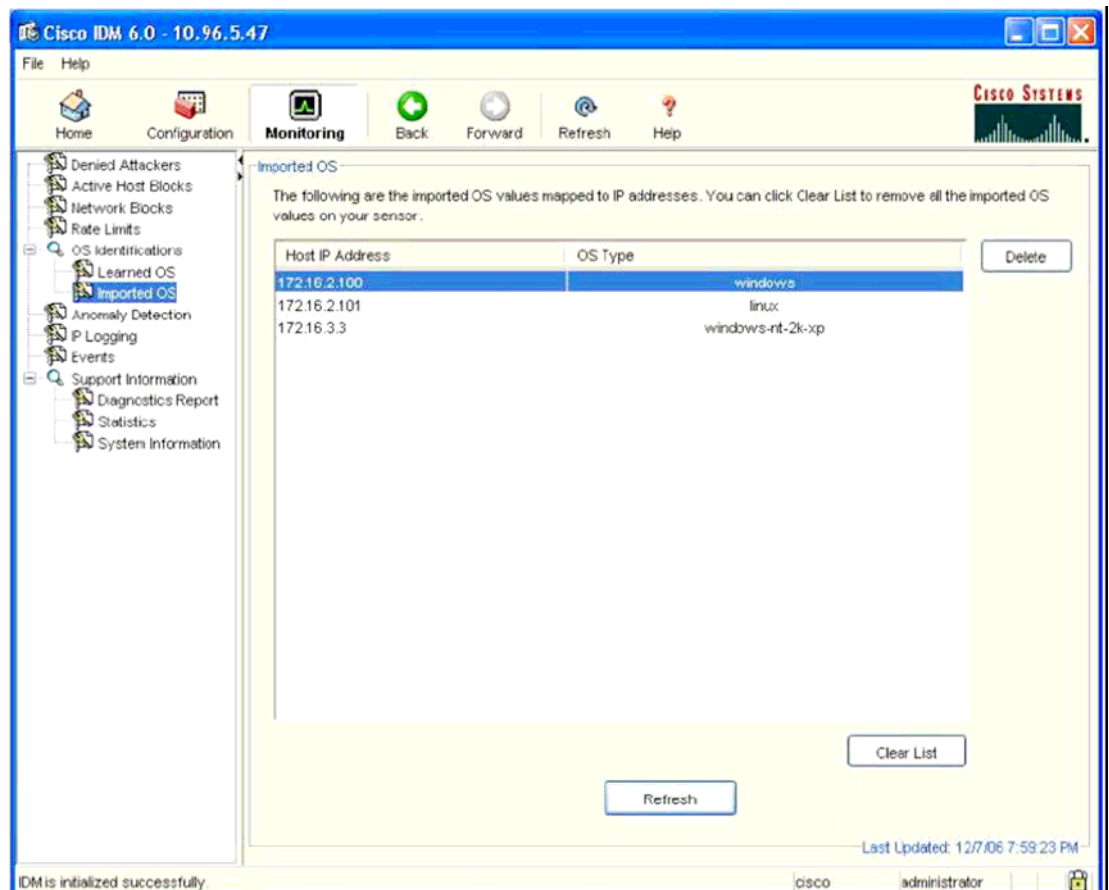 Cisco IDM 6.0 - 10.96.5.47
File Help
Home Configuration Monitoring Back Forward Refresh Help
CISCO SYSTEMS
Denied Attackers
Active Host Blocks
Network Blocks
Rate Limits
OS Identifications
Learned OS
Imported OS
Anomaly Detection
IP Logging
Events
Support Information
Diagnostics Report
Statistics
System Information
Imported OS
The following are the imported OS values mapped to IP addresses. You can click Clear List to remove all the imported OS
values on your sensor.
Host IP Address OS Type
172.16.2.100 windows
172.16.2.101 linux
172.16.3.3 windows-nt-2k-xp
Delete
Clear List
Refresh
Last Updated: 12/7/06 7:59:23 PM
IDM is initialized successfully. cisco administrator